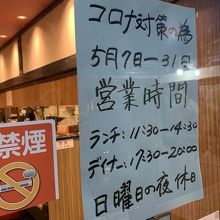 コロナ対策の為
5月7日-31日
営業時間
ランチ:11:30-14:30
ディナー:17:30-20:00
日曜日の夜休日
禁煙